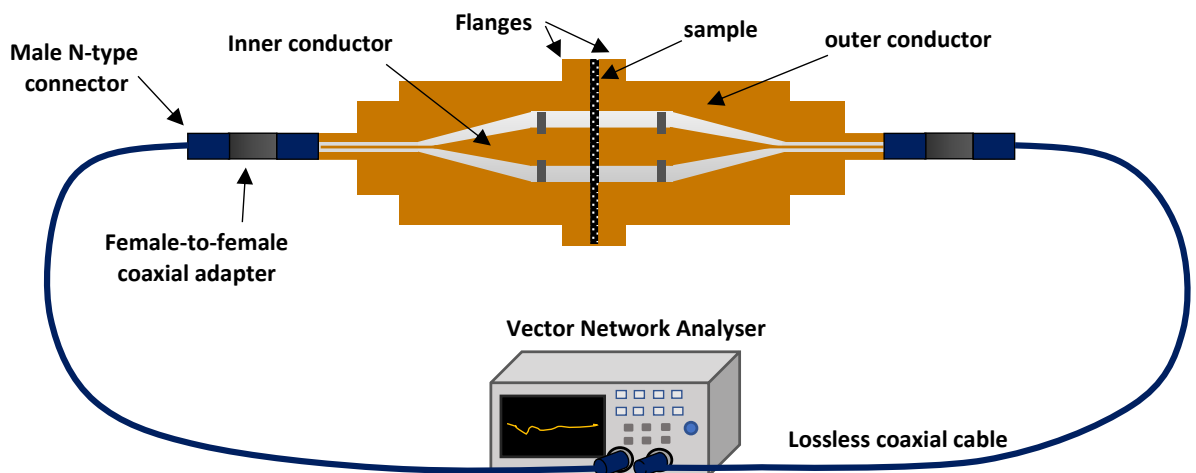 Flanges
sample
Inner conductor
outer conductor
Male N-type
connector
Female-to-female
coaxial adapter
Vector Network Analyser
Lossless coaxial cable